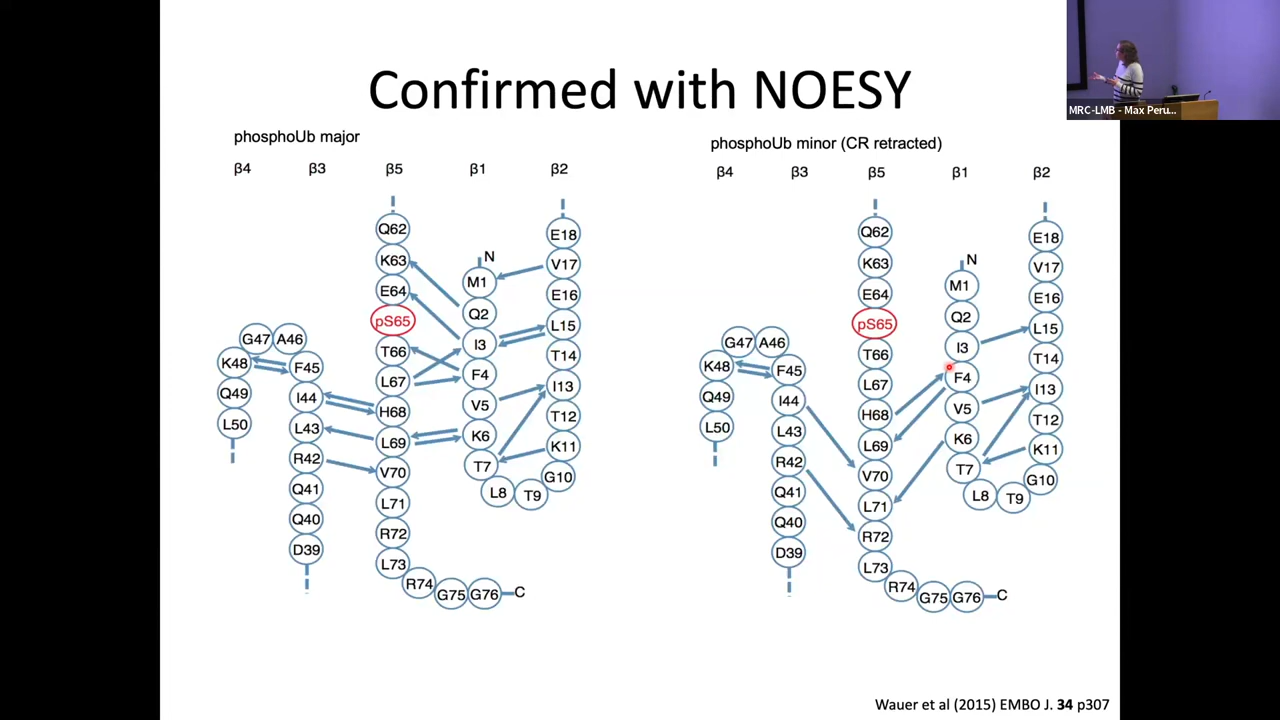 Confirmed with NOESY
MRC-LMB - Max Peru...
phosphoUb major
β4 β3 β5 β1 β2
Q62
K63
E64
pS65
T66
L67
H68
L69
V70
L71
R72
L73
R74
G75
G76
C
N
M1
Q2
I3
F4
V5
K6
T7
L8
T9
G10
K11
T12
I13
T14
L15
E16
V17
E18
G47
A46
K48
F45
Q49
I44
L50
L43
R42
Q41
Q40
D39
phosphoUb minor (CR retracted)
β4 β3 β5 β1 β2
Q62
K63
E64
pS65
T66
L67
H68
L69
V70
L71
R72
L73
R74
G75
G76
C
N
M1
Q2
I3
F4
V5
K6
T7
L8
T9
G10
K11
T12
I13
T14
L15
E16
V17
E18
G47
A46
K48
F45
Q49
I44
L50
L43
R42
Q41
Q40
D39
Wauer et al (2015) EMBO J. 34 p307